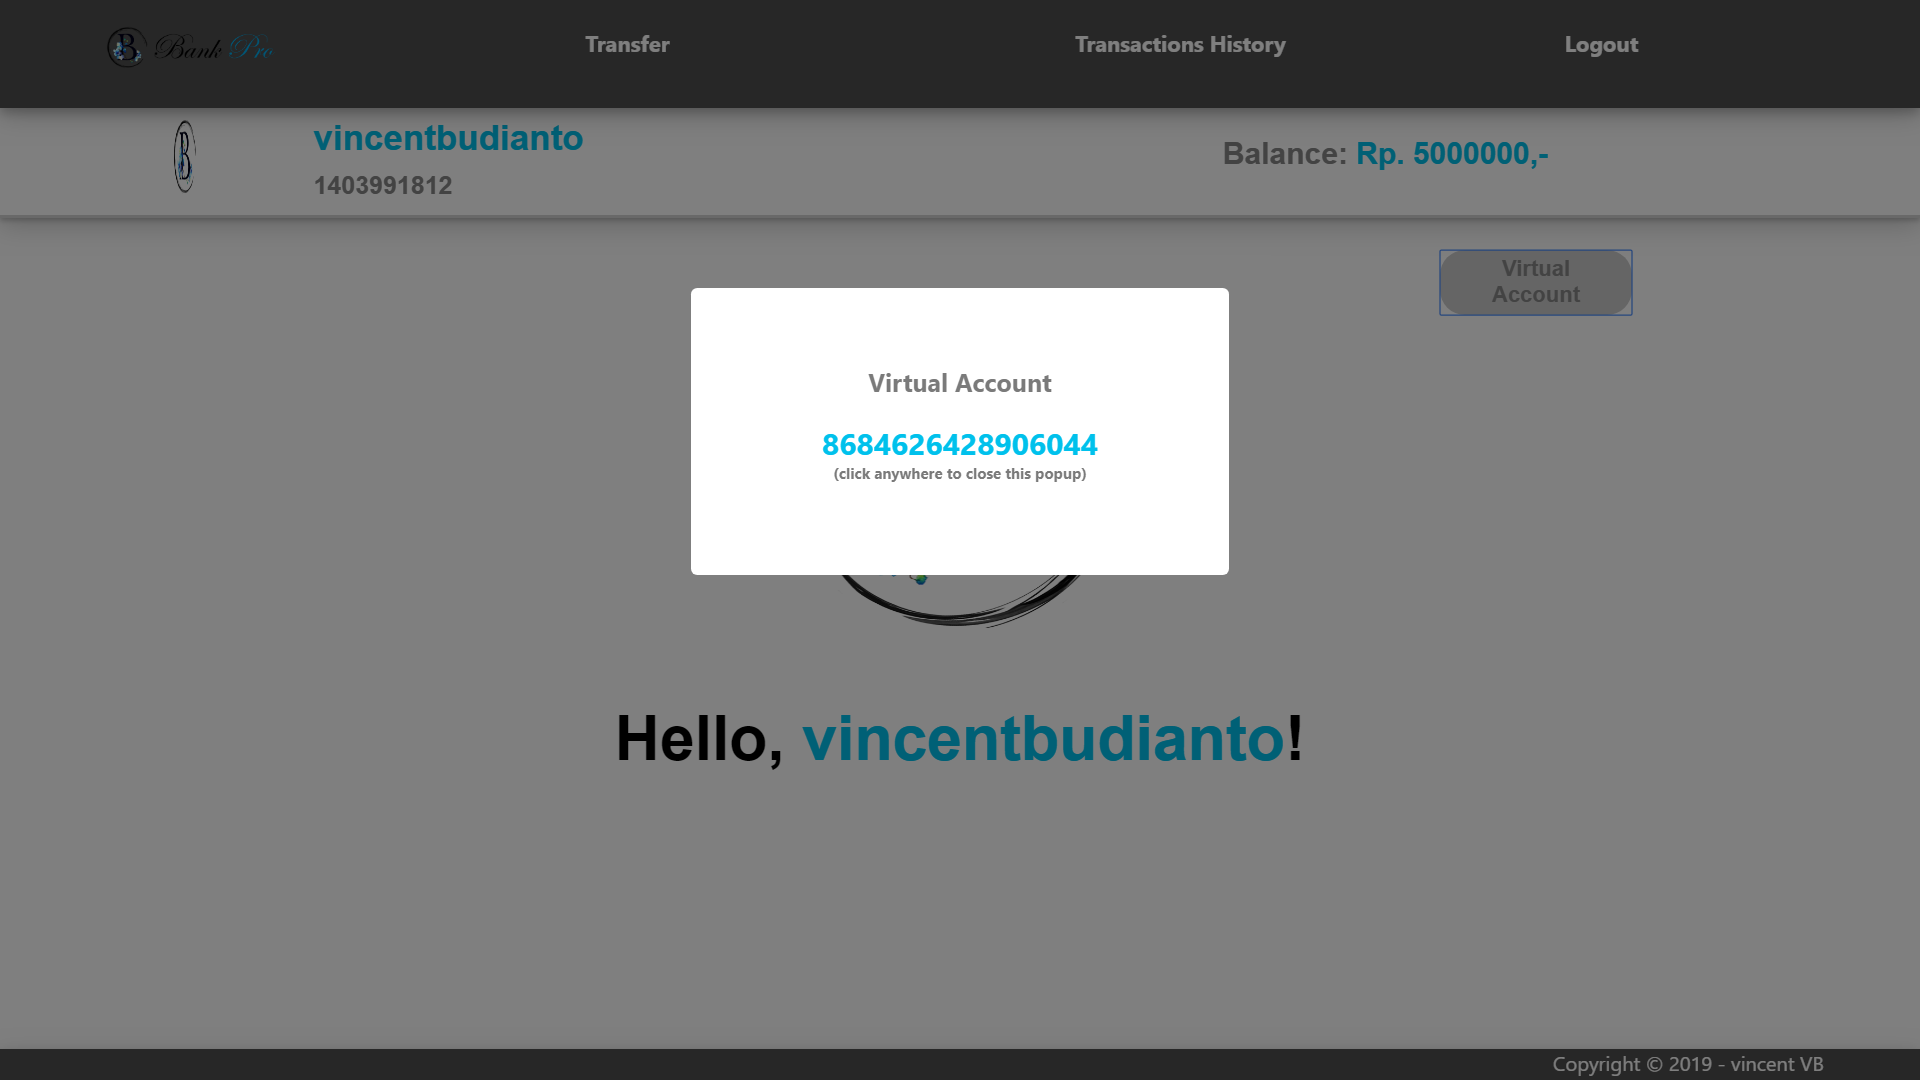 Bank Pro
Transfer
Transactions History
Logout
B
vincentbudianto
1403991812
Balance: Rp. 5000000,-
Virtual
Account
Virtual Account
8684626428906044
(click anywhere to close this popup)
Hello, vincentbudianto!
Copyright © 2019 - vincent VB